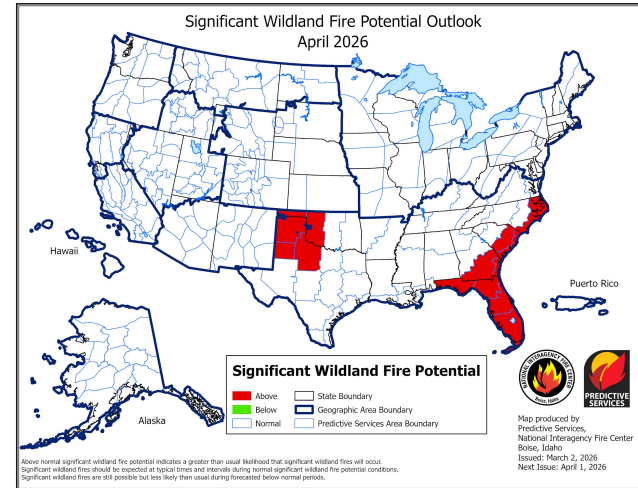 Significant Wildland Fire Potential Outlook
April 2026
Hawaii
Puerto Rico
Alaska
Significant Wildland Fire Potential
Above
Below
Normal
State Boundary
Geographic Area Boundary
Predictive Services Area Boundary
NATIONAL INTERAGENCY FIRE CENTER
Boise, Idaho
PREDICTIVE
SERVICES
Map produced by
Predictive Services,
National Interagency Fire Center
Boise, Idaho
Issued: March 2, 2026
Next Issue: April 1, 2026
Above normal significant wildland fire potential indicates a greater than usual likelihood that significant wildland fires will occur.
Significant wildland fires should be expected at typical times and intervals during normal significant wildland fire potential conditions.
Significant wildland fires are still possible but less likely than usual during forecasted below normal periods.